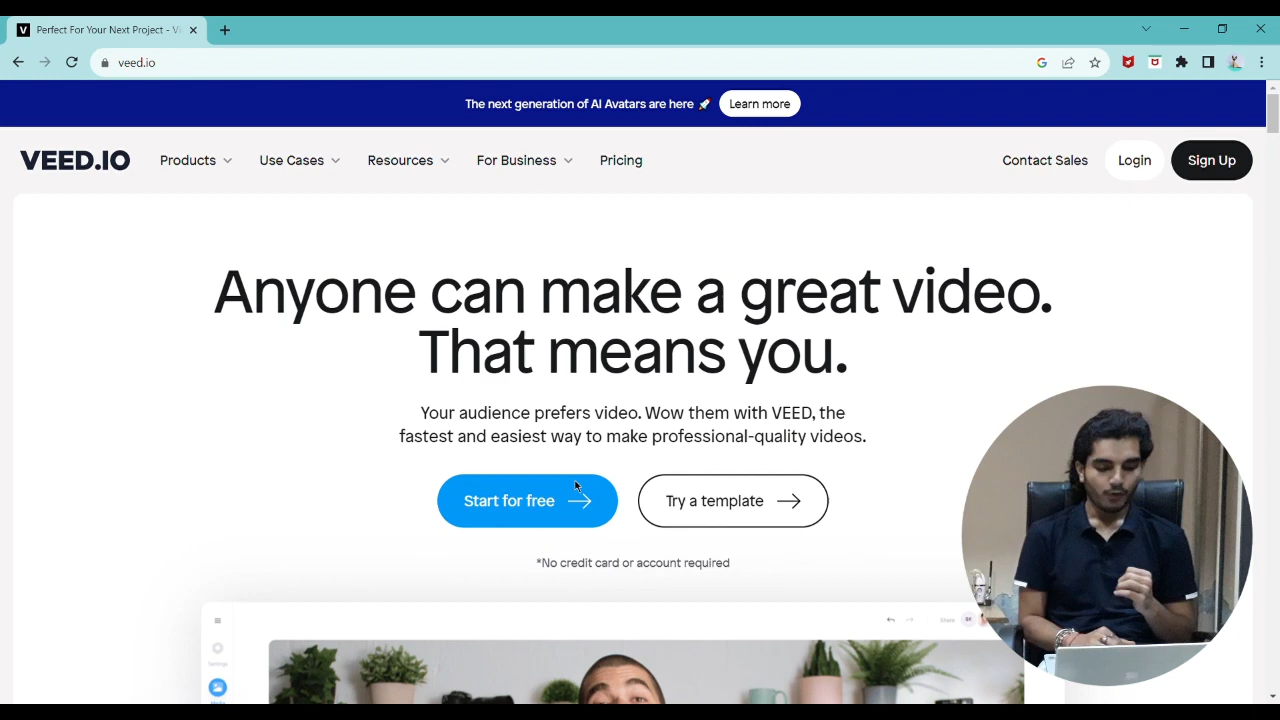 Perfect For Your Next Project - V
veed.io
The next generation of AI Avatars are here 🚀 Learn more
VEED.IO Products Use Cases Resources For Business Pricing Contact Sales Login Sign Up
Anyone can make a great video.
That means you.
Your audience prefers video. Wow them with VEED, the
fastest and easiest way to make professional-quality videos.
Start for free → Try a template →
*No credit card or account required
Share
Settings